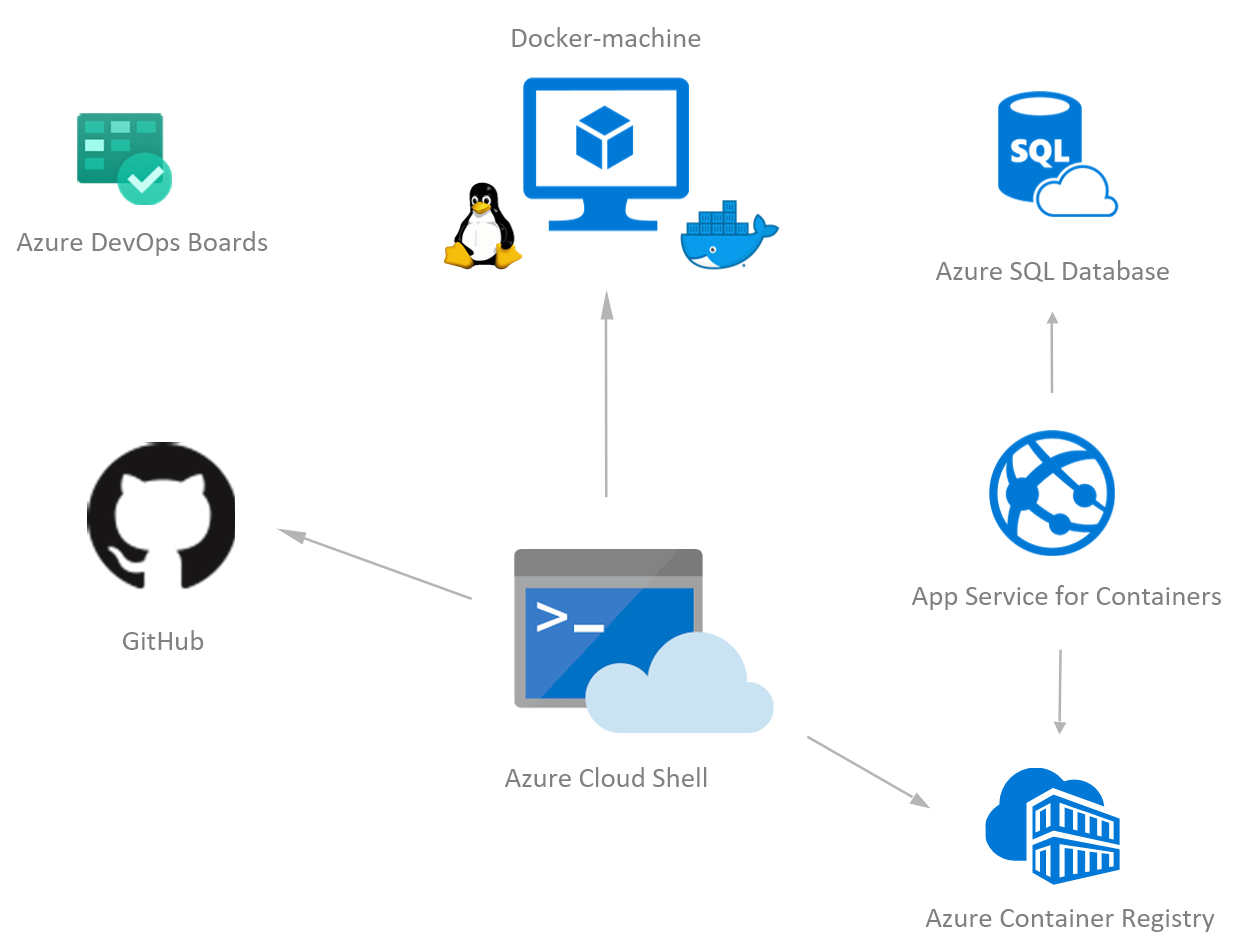 Docker-machine
Azure DevOps Boards
SQL
Azure SQL Database
GitHub
App Service for Containers
>_
Azure Cloud Shell
Azure Container Registry